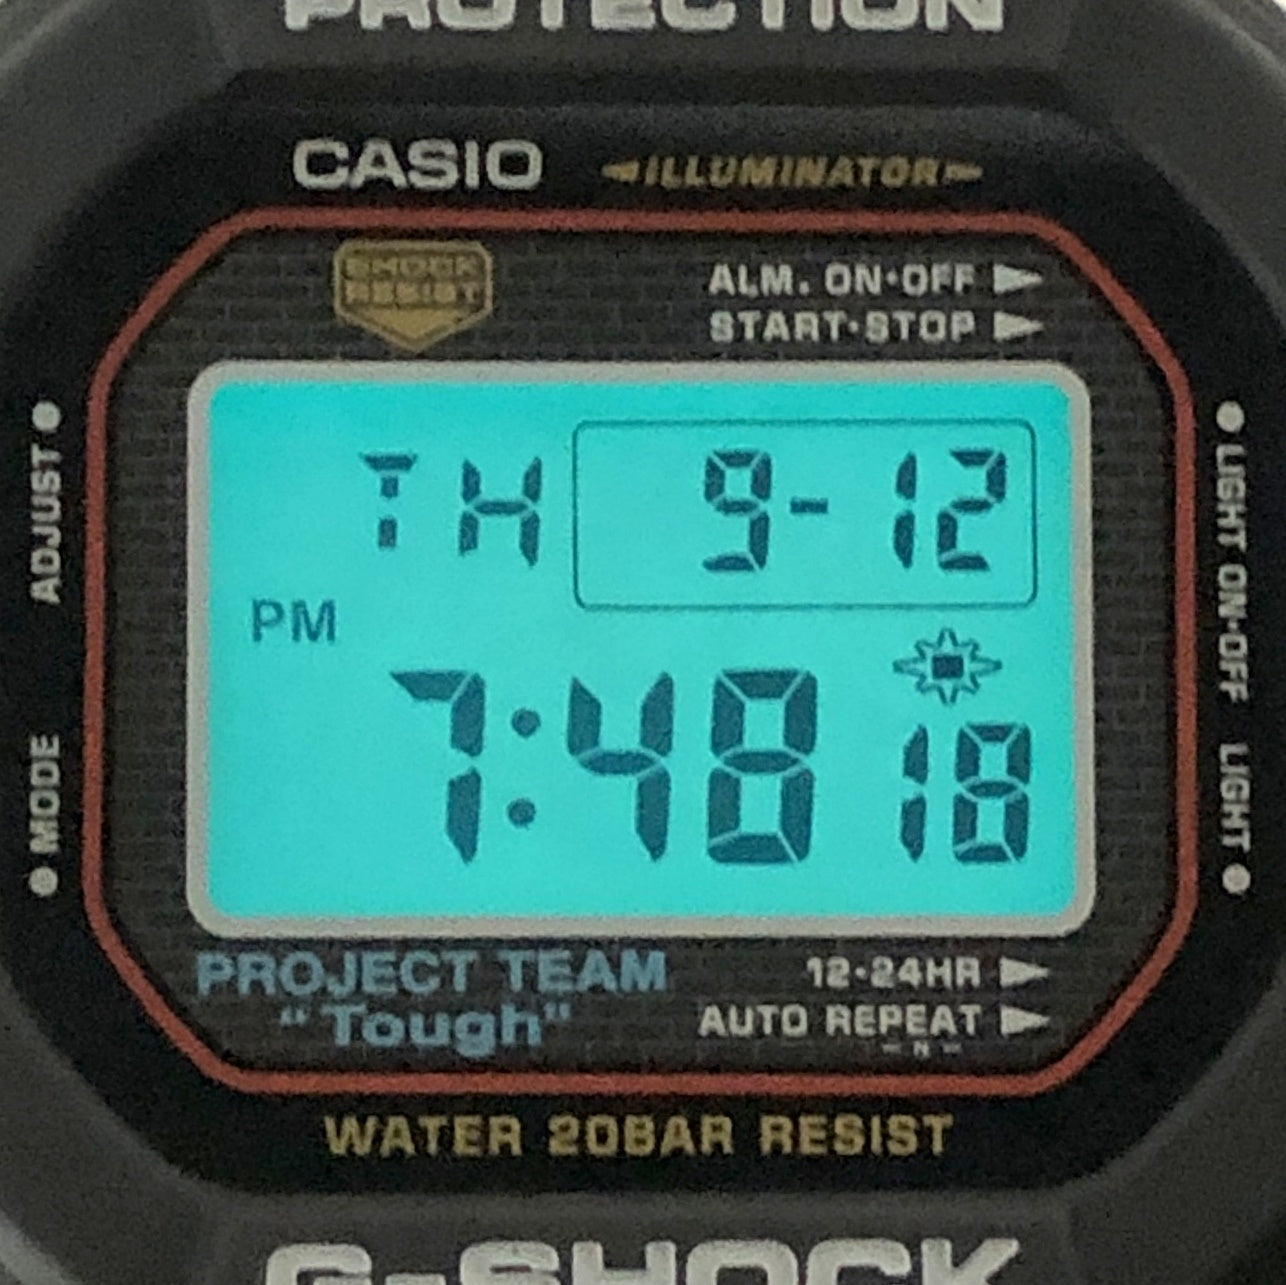 PROTECTION
CASIO ILLUMINATOR
SHOCK
RESIST
ALM. ON·OFF
START·STOP
ADJUST
MODE
LIGHT ON·OFF
LIGHT
TH 9-12
PM
7:48 18
PROJECT TEAM
"Tough"
12·24HR
AUTO REPEAT
WATER 20BAR RESIST
G-SHOCK